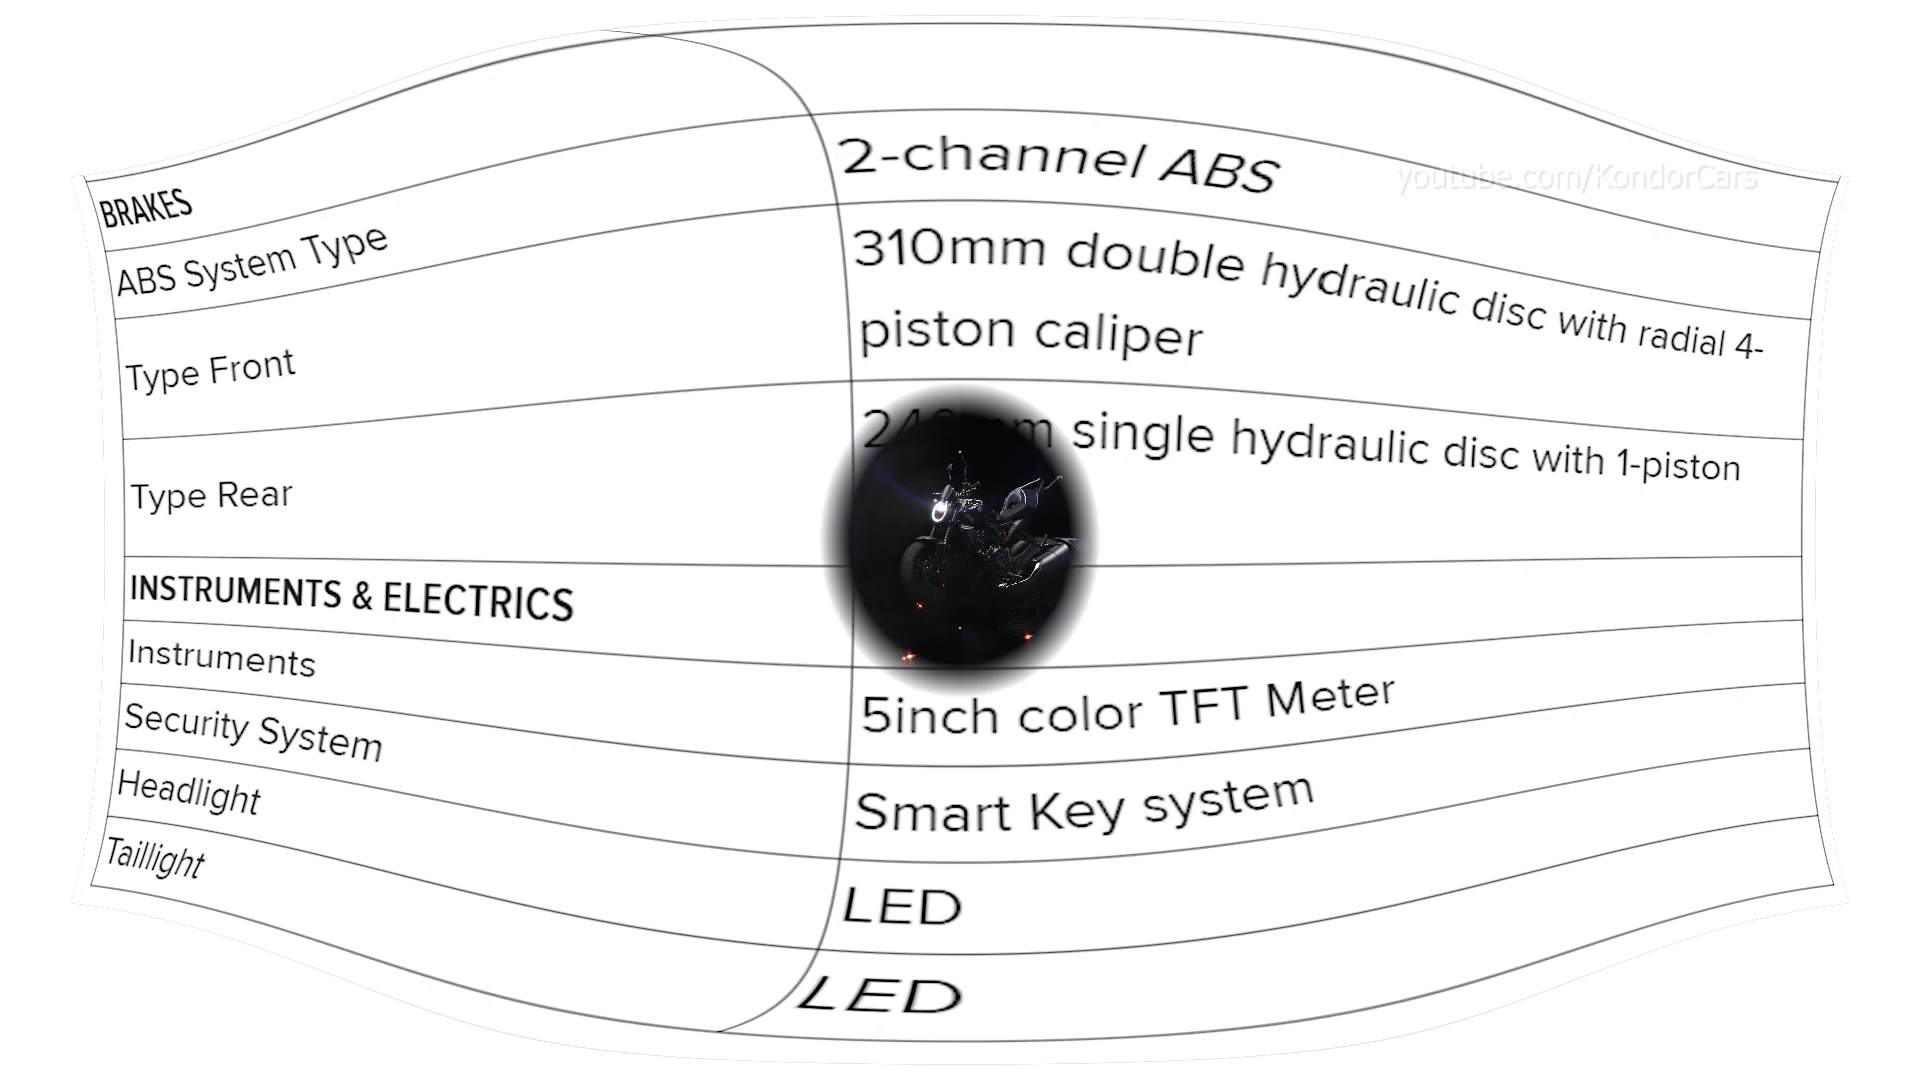 BRAKES
ABS System Type
2-channel ABS
Type Front
310mm double hydraulic disc with radial 4-
piston caliper
Type Rear
single hydraulic disc with 1-piston
INSTRUMENTS & ELECTRICS
Instruments
5inch color TFT Meter
Security System
Smart Key system
Headlight
LED
Taillight
LED
youtube.com/KondorCars